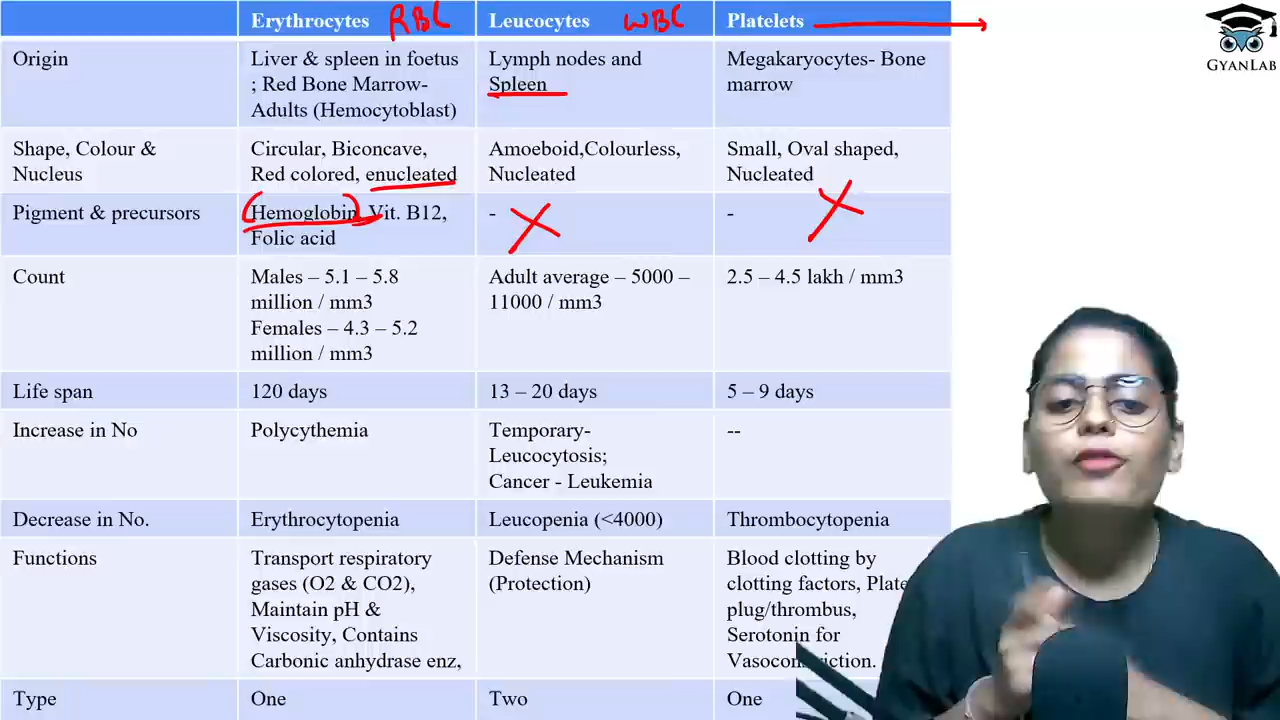 Erythrocytes RBC Leucocytes WBC Platelets
GYANLAB
Origin
Liver & spleen in foetus
; Red Bone Marrow-
Adults (Hemocytoblast)
Lymph nodes and
Spleen
Megakaryocytes- Bone
marrow
Shape, Colour &
Nucleus
Circular, Biconcave,
Red colored, enucleated
Amoeboid,Colourless,
Nucleated
Small, Oval shaped,
Nucleated
Pigment & precursors
Hemoglobin, Vit. B12,
Folic acid
-
-
Count
Males – 5.1 – 5.8
million / mm3
Females – 4.3 – 5.2
million / mm3
Adult average – 5000 –
11000 / mm3
2.5 – 4.5 lakh / mm3
Life span
120 days
13 – 20 days
5 – 9 days
Increase in No
Polycythemia
Temporary-
Leucocytosis;
Cancer - Leukemia
--
Decrease in No.
Erythrocytopenia
Leucopenia (<4000)
Thrombocytopenia
Functions
Transport respiratory
gases (O2 & CO2),
Maintain pH &
Viscosity, Contains
Carbonic anhydrase enz,
Defense Mechanism
(Protection)
Blood clotting by
clotting factors,
plug/thrombus,
Serotonin for
Type
One
Two
One